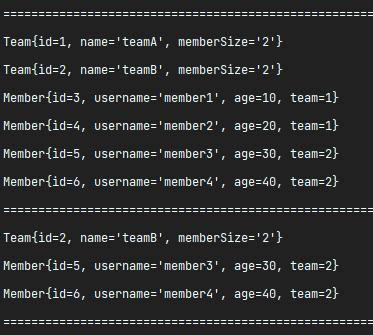 =====================================================
Team{id=1, name='teamA', memberSize='2'}
Team{id=2, name='teamB', memberSize='2'}
Member{id=3, username='member1', age=10, team=1}
Member{id=4, username='member2', age=20, team=1}
Member{id=5, username='member3', age=30, team=2}
Member{id=6, username='member4', age=40, team=2}
=====================================================
Team{id=2, name='teamB', memberSize='2'}
Member{id=5, username='member3', age=30, team=2}
Member{id=6, username='member4', age=40, team=2}
=====================================================